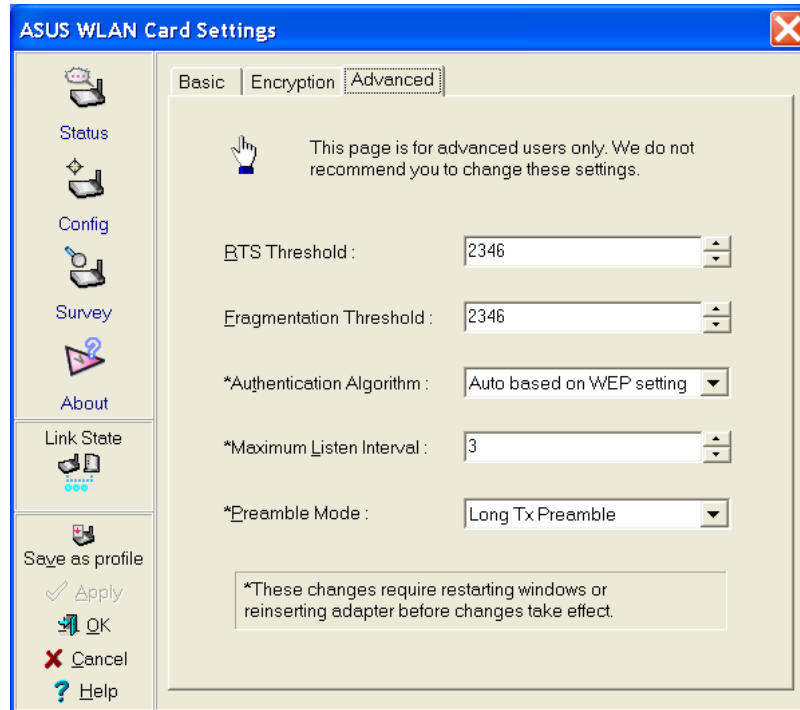 ASUS WLAN Card Settings
Status
Config
Survey
About
Link State
Save as profile
Apply
OK
Cancel
Help
Basic
Encryption
Advanced
This page is for advanced users only. We do not
recommend you to change these settings.
RTS Threshold :
2346
Fragmentation Threshold :
2346
*Authentication Algorithm :
Auto based on WEP setting
*Maximum Listen Interval :
3
*Preamble Mode :
Long Tx Preamble
*These changes require restarting windows or
reinserting adapter before changes take effect.